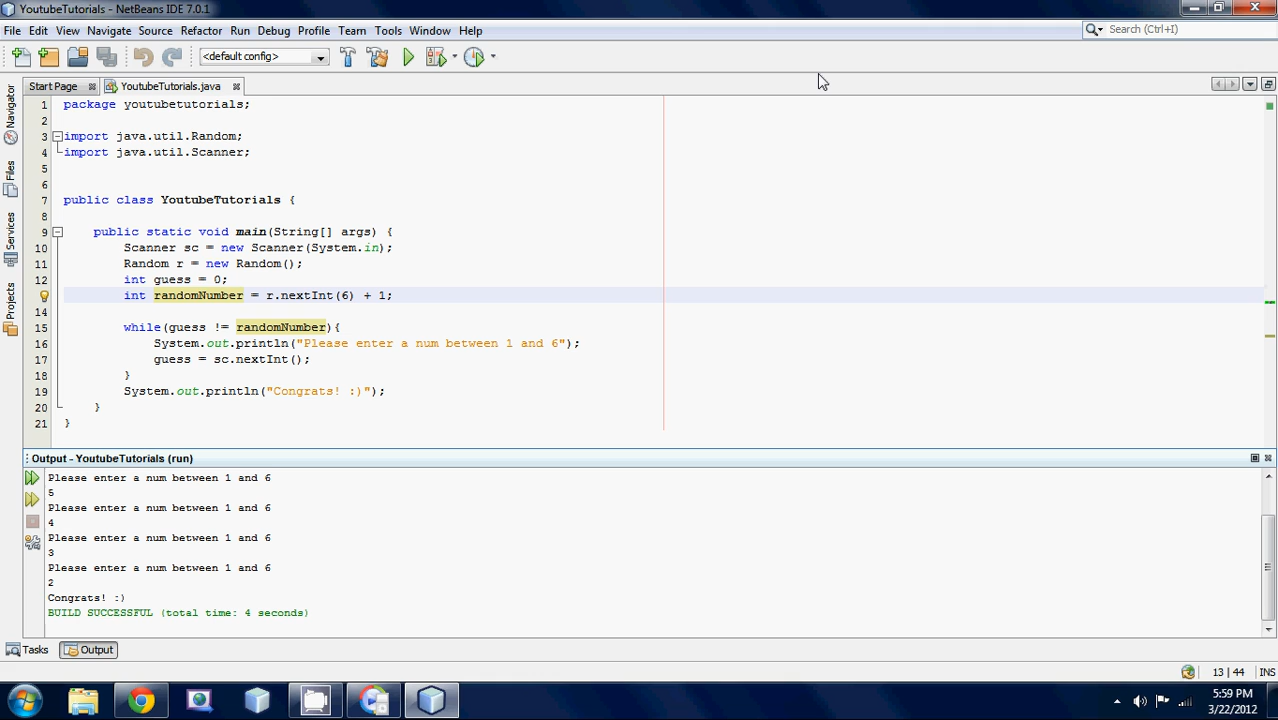 YoutubeTutorials - NetBeans IDE 7.0.1
File Edit View Navigate Source Refactor Run Debug Profile Team Tools Window Help
Search (Ctrl+I)
<default config>
Start Page YoutubeTutorials.java
Navigator
Files
Services
Projects
1 package youtubetutorials;
2
3 import java.util.Random;
4 import java.util.Scanner;
5
6
7 public class YoutubeTutorials {
8
9 public static void main(String[] args) {
10 Scanner sc = new Scanner(System.in);
11 Random r = new Random();
12 int guess = 0;
int randomNumber = r.nextInt(6) + 1;
14
15 while(guess != randomNumber){
16 System.out.println("Please enter a num between 1 and 6");
17 guess = sc.nextInt();
18 }
19 System.out.println("Congrats! :)");
20 }
21 }
Output - YoutubeTutorials (run)
Please enter a num between 1 and 6
5
Please enter a num between 1 and 6
4
Please enter a num between 1 and 6
3
Please enter a num between 1 and 6
2
Congrats! :)
BUILD SUCCESSFUL (total time: 4 seconds)
Tasks Output
13 | 44 INS
5:59 PM
3/22/2012